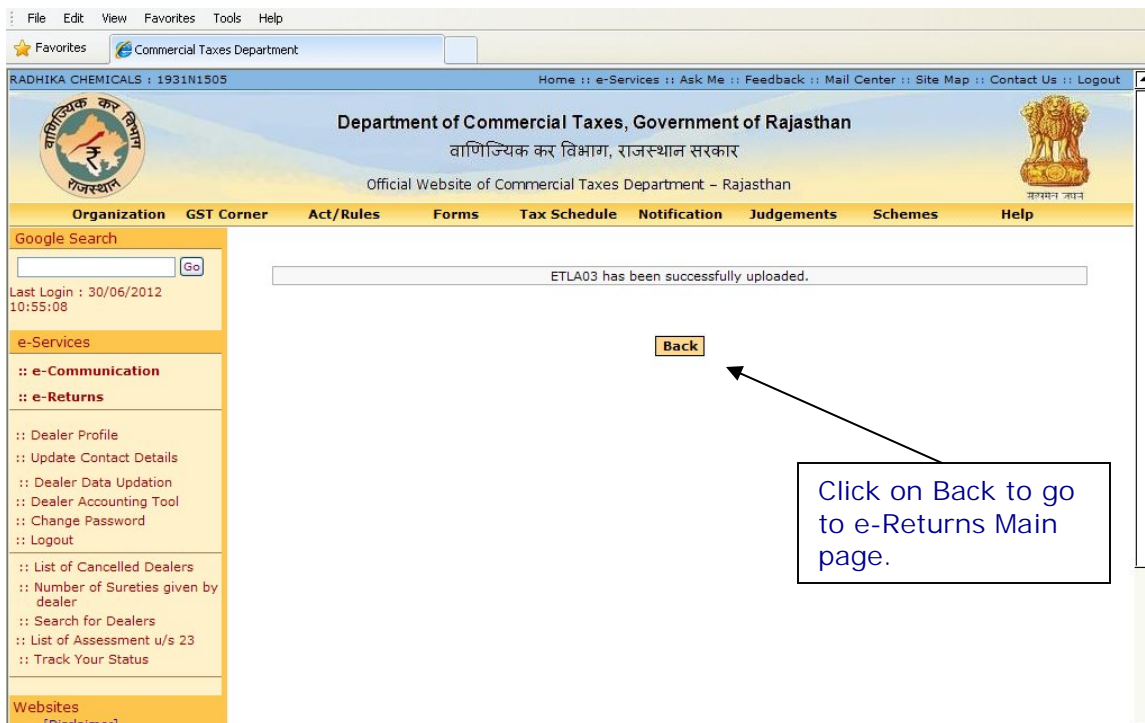 File Edit View Favorites Tools Help
Favorites Commercial Taxes Department
RADHIKA CHEMICALS : 1931N1505 Home :: e-Services :: Ask Me :: Feedback :: Mail Center :: Site Map :: Contact Us :: Logout
वाणिज्यिक कर विभाग
राजस्थान
Department of Commercial Taxes, Government of Rajasthan
वाणिज्यिक कर विभाग, राजस्थान सरकार
Official Website of Commercial Taxes Department – Rajasthan
सत्यमेव जयते
Organization GST Corner Act/Rules Forms Tax Schedule Notification Judgements Schemes Help
Google Search
Go
Last Login : 30/06/2012
10:55:08
ETLA03 has been successfully uploaded.
Back
e-Services
:: e-Communication
:: e-Returns
:: Dealer Profile
:: Update Contact Details
:: Dealer Data Updation
:: Dealer Accounting Tool
:: Change Password
:: Logout
:: List of Cancelled Dealers
:: Number of Sureties given by
dealer
:: Search for Dealers
:: List of Assessment u/s 23
:: Track Your Status
Click on Back to go
to e-Returns Main
page.
Websites
[Disclaimer]